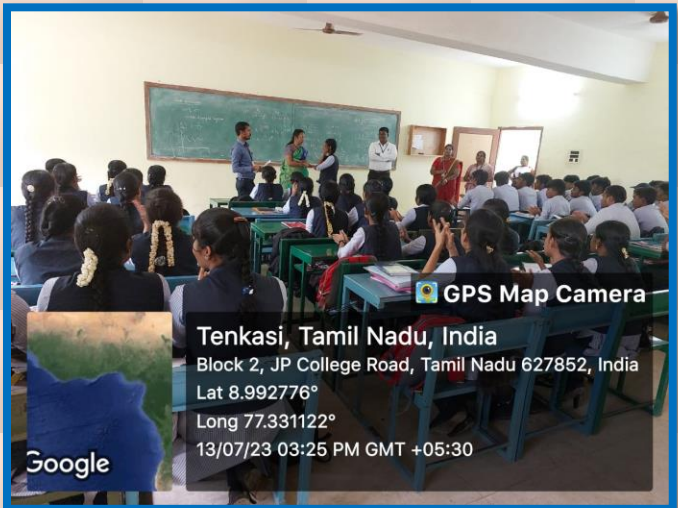 GPS Map Camera
Tenkasi, Tamil Nadu, India
Block 2, JP College Road, Tamil Nadu 627852, India
Lat 8.992776°
Long 77.331122°
13/07/23 03:25 PM GMT +05:30
Google